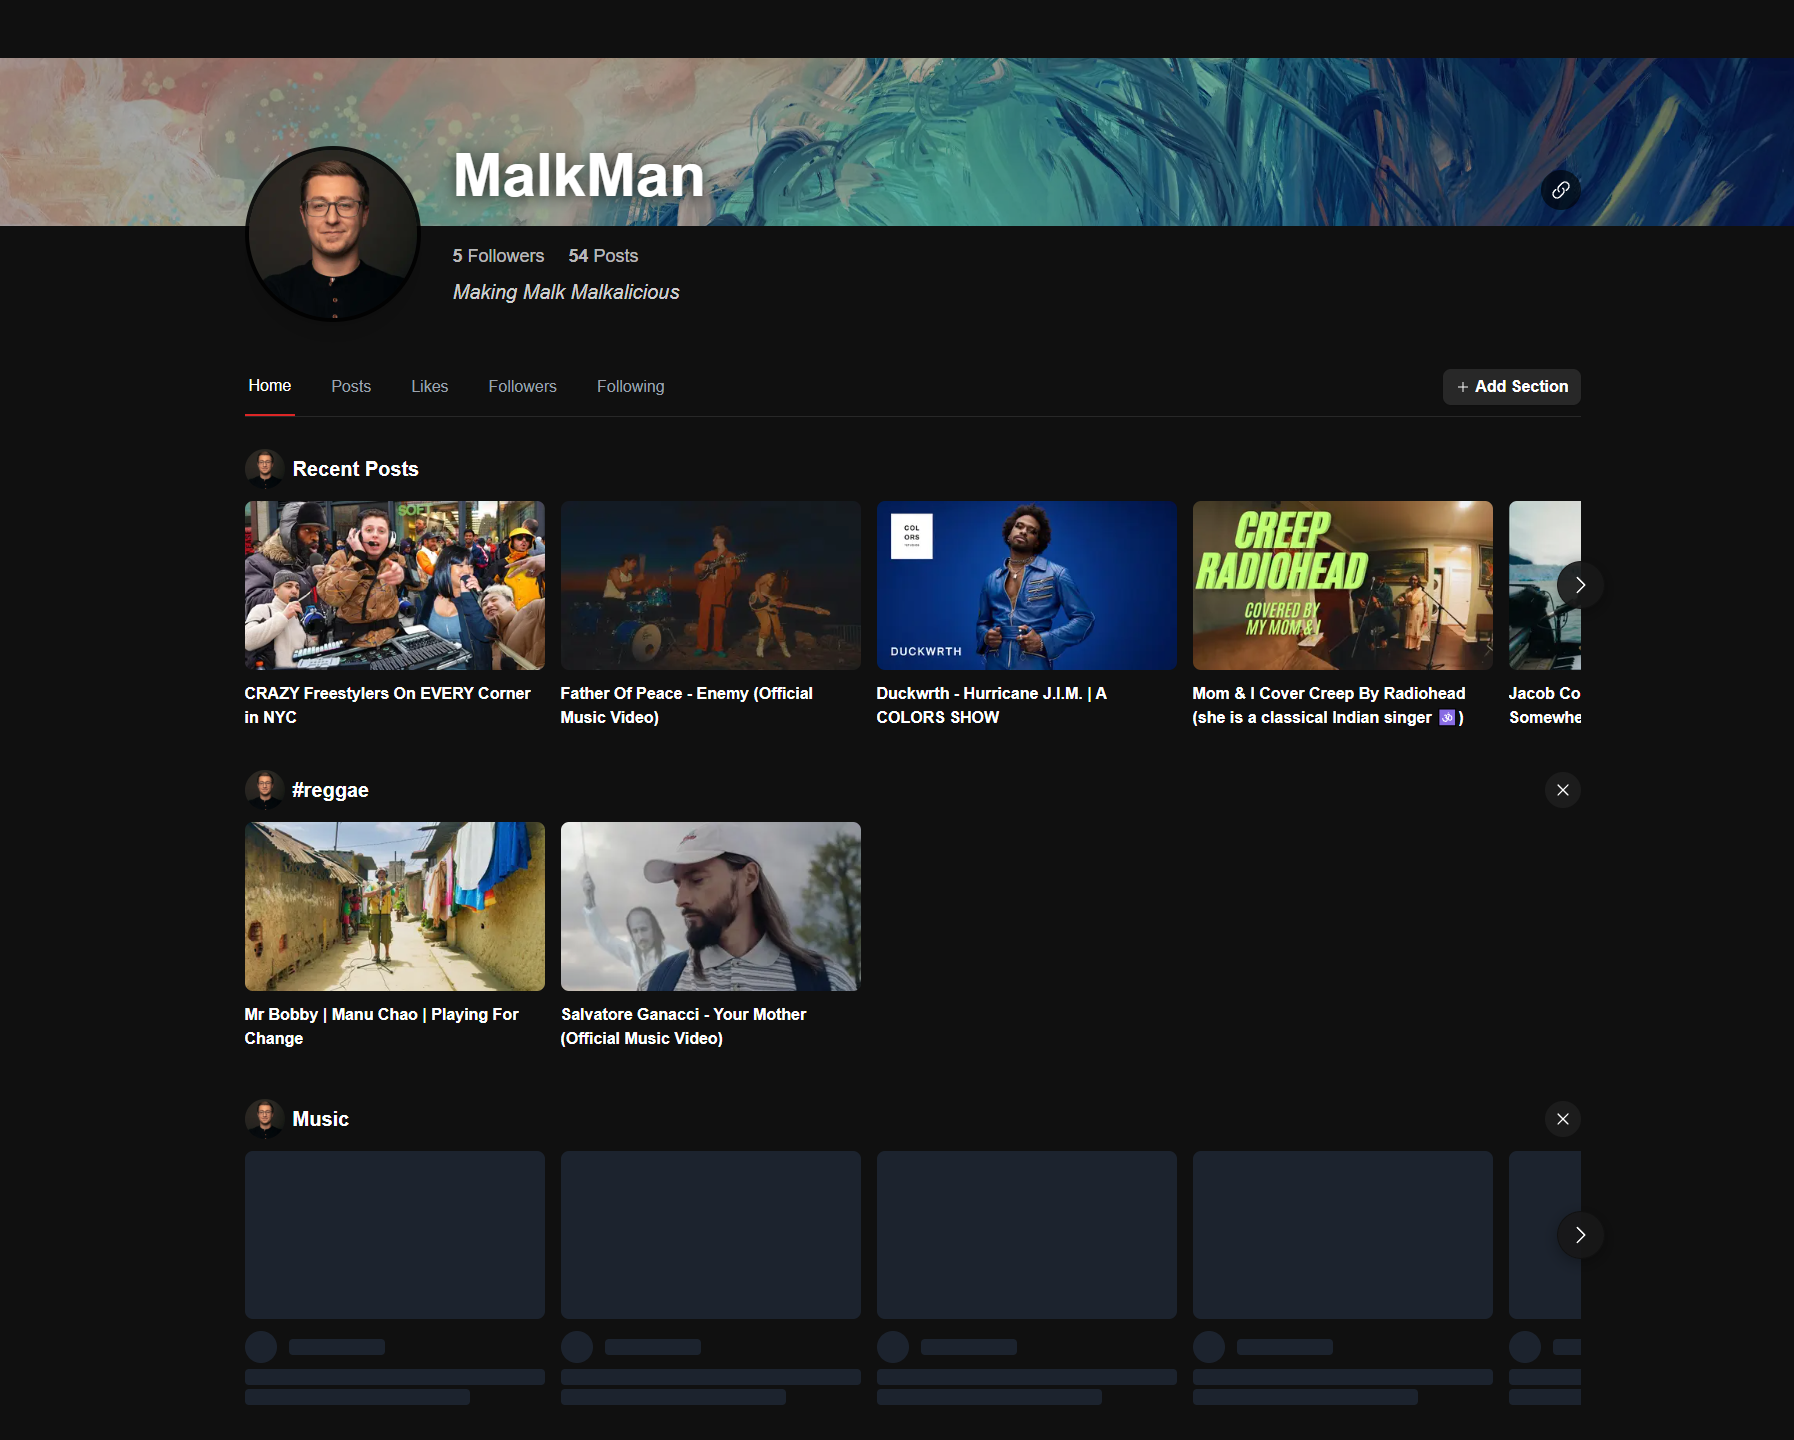 MalkMan
5 Followers 54 Posts
Making Malk Malkalicious
Home Posts Likes Followers Following
+ Add Section
Recent Posts
SOFT
COL
ORS
DUCKWRTH
CREEP
RADIOHEAD
COVERED BY
MY MOM & I
CRAZY Freestylers On EVERY Corner
in NYC
Father Of Peace - Enemy (Official
Music Video)
Duckwrth - Hurricane J.I.M. | A
COLORS SHOW
Mom & I Cover Creep By Radiohead
(she is a classical Indian singer 🕉️ )
Jacob Co
Somewhe
#reggae
Mr Bobby | Manu Chao | Playing For
Change
Salvatore Ganacci - Your Mother
(Official Music Video)
Music